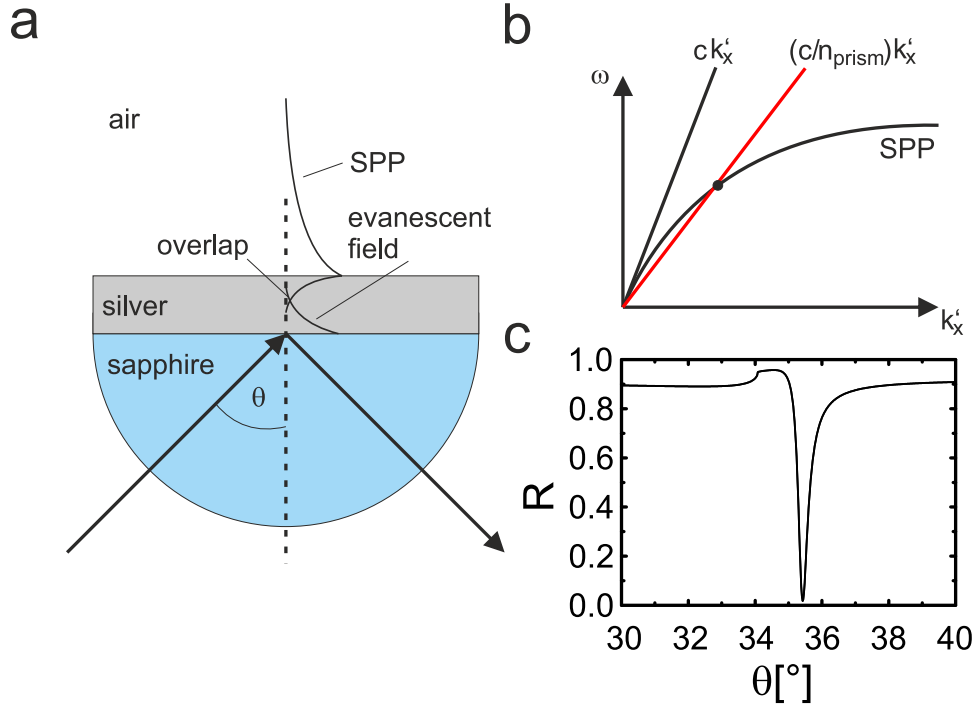 a
air
SPP
evanescent
field
overlap
silver
sapphire
θ
b
ck‘ₓ
(c/nₚᵣᵢₛₘ)k‘ₓ
ω
SPP
k‘ₓ
c
1.0
0.8
0.6
0.4
0.2
0.0
R
30 32 34 36 38 40
θ[°]